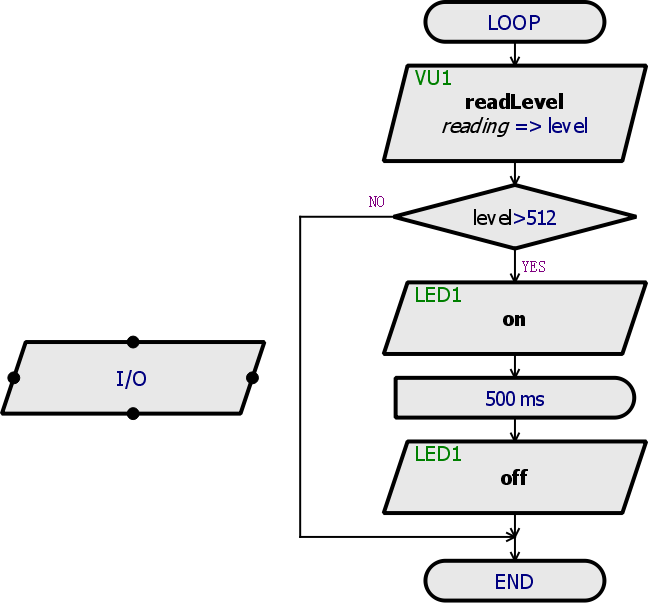 LOOP
VU1
readLevel
reading => level
NO
level>512
YES
LED1
on
I/O
500 ms
LED1
off
END